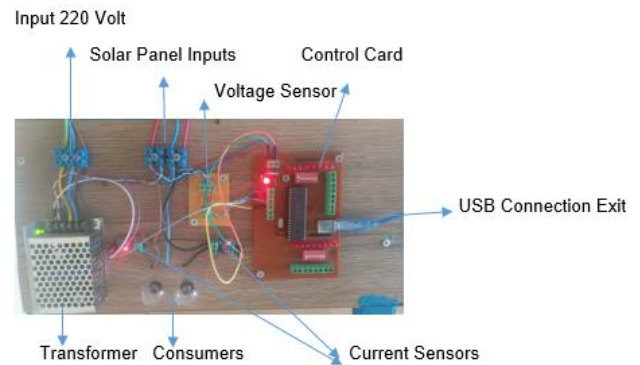 Input 220 Volt
Solar Panel Inputs
Control Card
Voltage Sensor
USB Connection Exit
Transformer
Consumers
Current Sensors